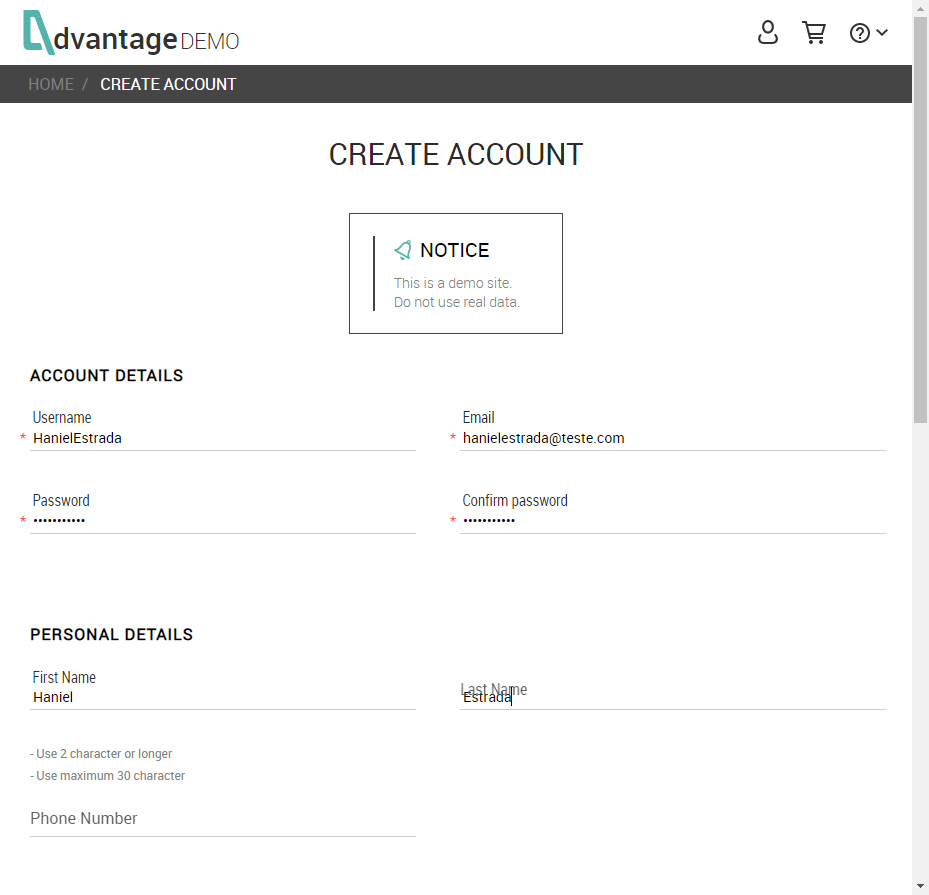 AdvantageDEMO
HOME / CREATE ACCOUNT
CREATE ACCOUNT
NOTICE
This is a demo site.
Do not use real data.
ACCOUNT DETAILS
Username Email
* HanielEstrada * hanielestrada@teste.com
Password Confirm password
* ••••••••••• * •••••••••••
PERSONAL DETAILS
First Name Last Name
Haniel Estrada
- Use 2 character or longer
- Use maximum 30 character
Phone Number